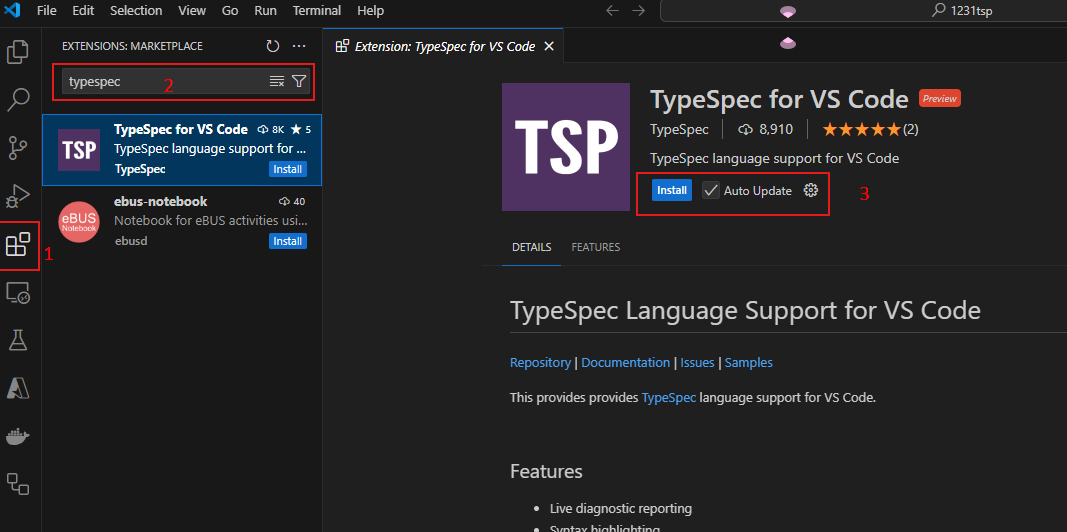 File Edit Selection View Go Run Terminal Help
1231tsp
EXTENSIONS: MARKETPLACE
typespec
2
TSP
TypeSpec for VS Code 8K 5
TypeSpec language support for ...
TypeSpec Install
eBUS
Notebook
ebus-notebook 40
Notebook for eBUS activities usi...
ebusd Install
1
Extension: TypeSpec for VS Code
TSP
TypeSpec for VS Code Preview
TypeSpec 8,910 (2)
TypeSpec language support for VS Code
Install Auto Update
3
DETAILS FEATURES
TypeSpec Language Support for VS Code
Repository | Documentation | Issues | Samples
This provides provides TypeSpec language support for VS Code.
Features
• Live diagnostic reporting
• Syntax highlighting